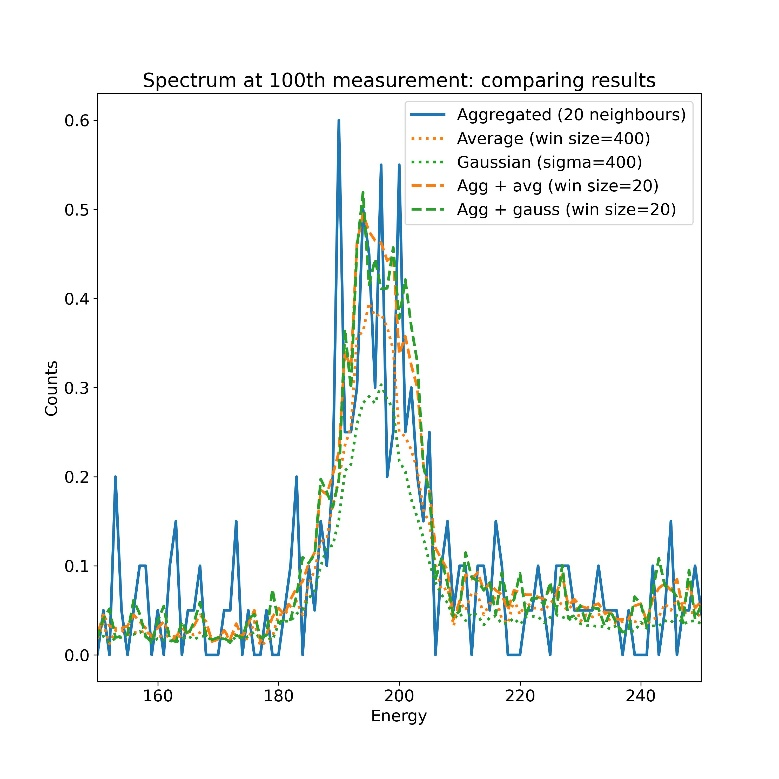 Spectrum at 100th measurement: comparing results
Aggregated (20 neighbours)
Average (win size=400)
Gaussian (sigma=400)
Agg + avg (win size=20)
Agg + gauss (win size=20)
0.6
0.5
0.4
0.3
0.2
0.1
0.0
Counts
160 180 200 220 240
Energy